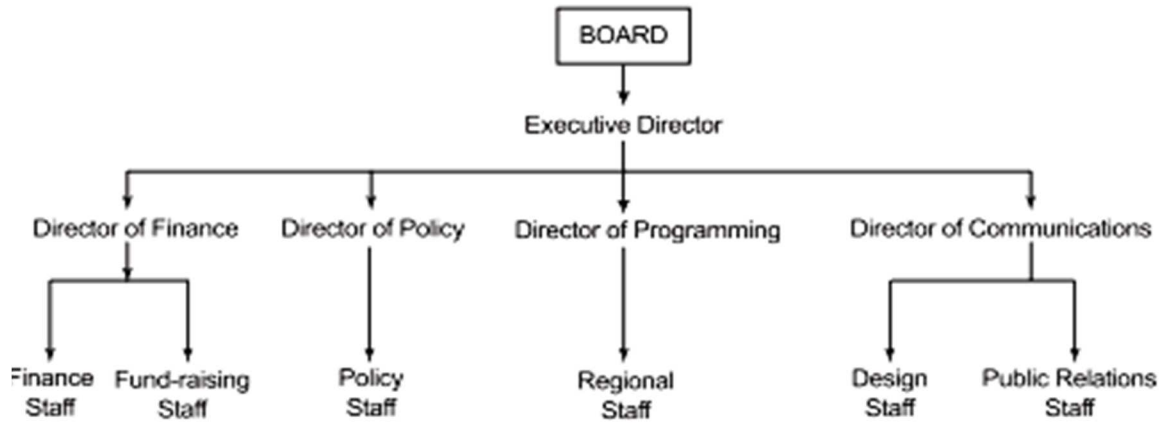 BOARD
Executive Director
Director of Finance
Director of Policy
Director of Programming
Director of Communications
Finance
Staff
Fund-raising
Staff
Policy
Staff
Regional
Staff
Design
Staff
Public Relations
Staff